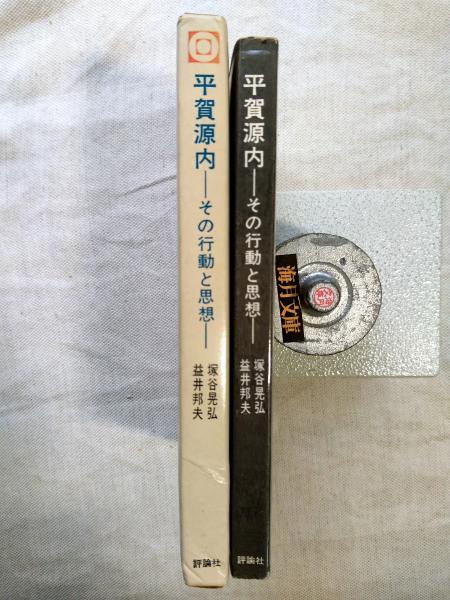 平賀源内―その行動と思想―
塚谷晃弘
益井邦夫
評論社
平賀源内―その行動と思想―
塚谷晃弘
益井邦夫
評論社
海月文庫